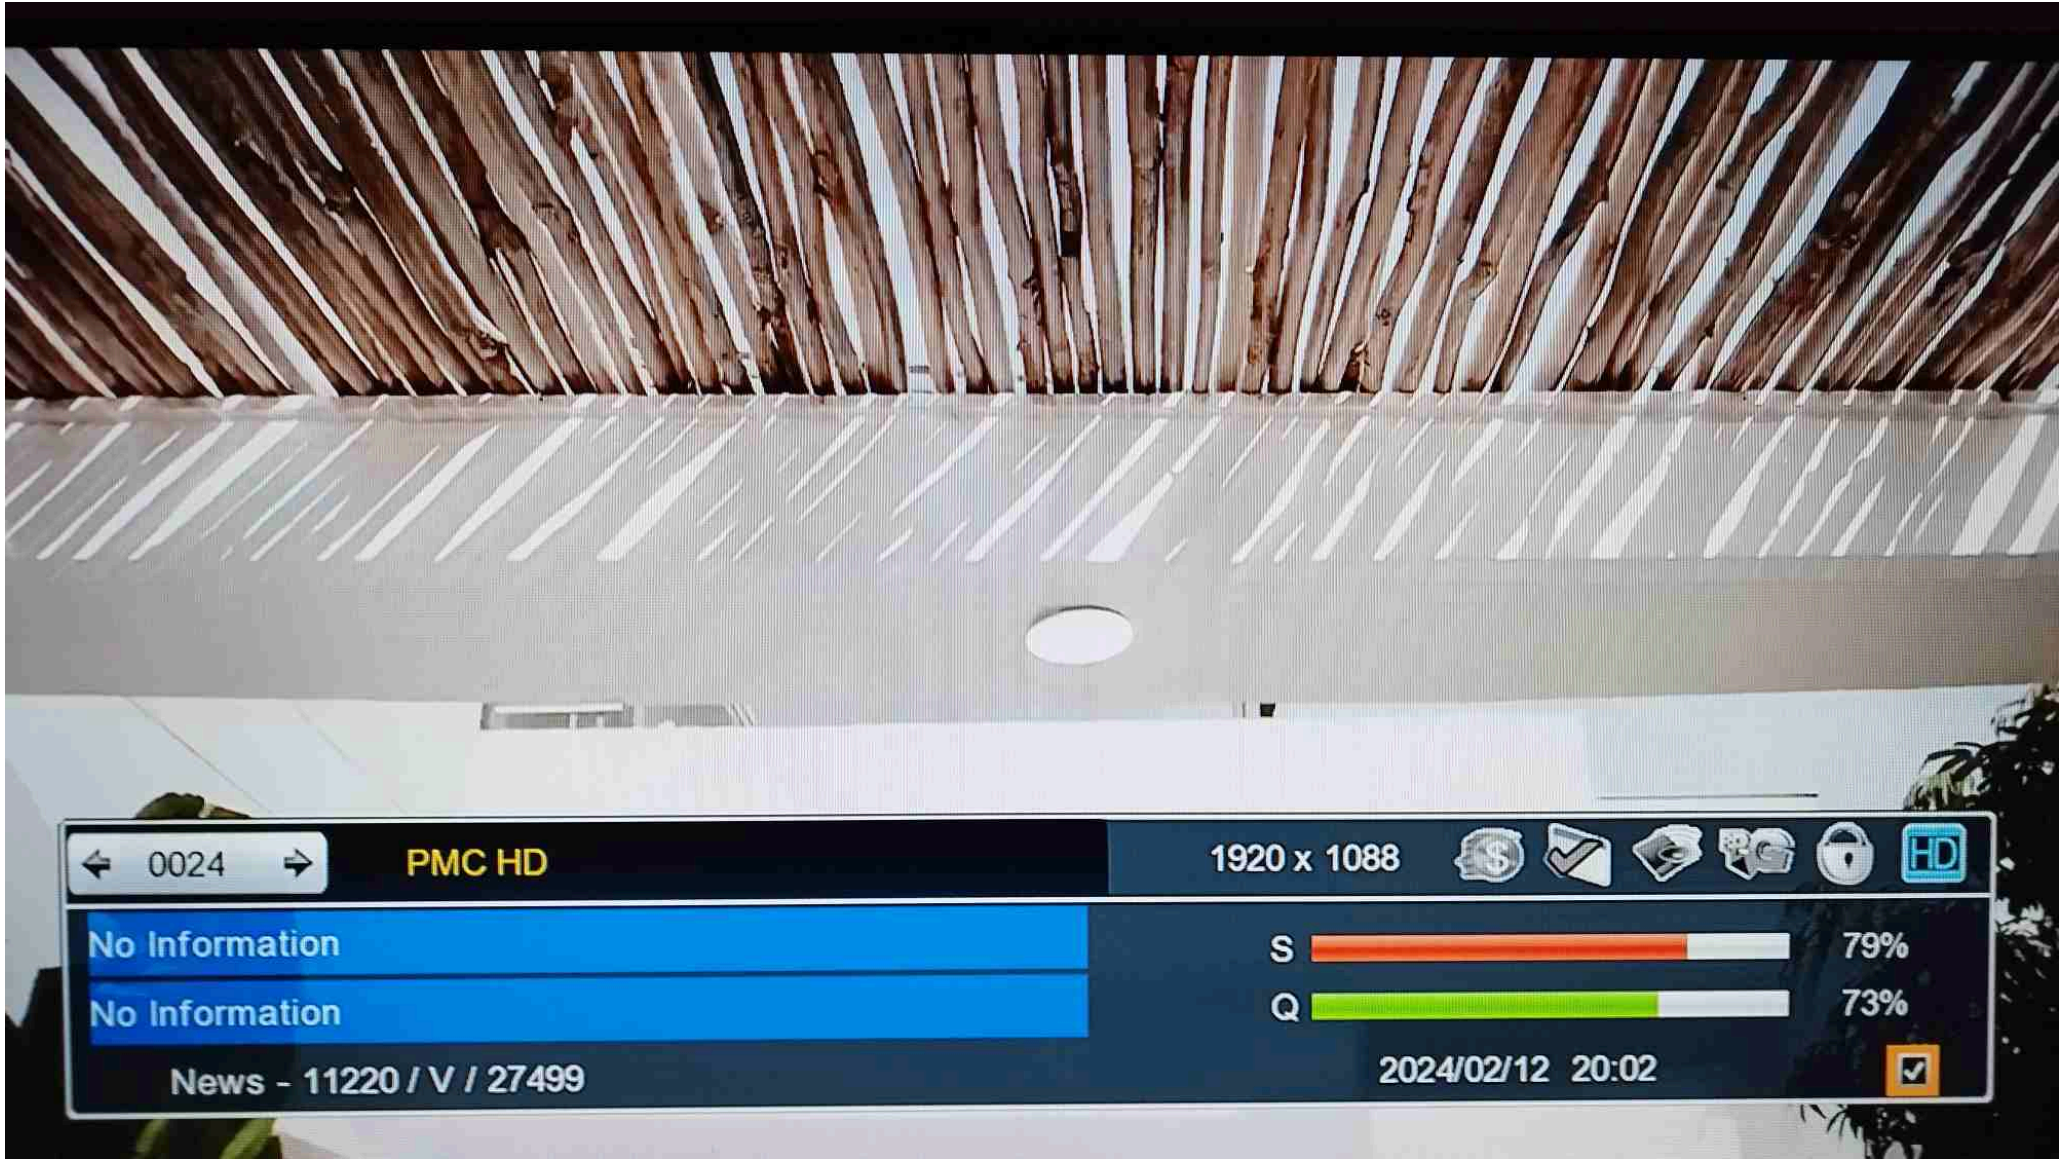 0024
PMC HD
1920 x 1088
HD
No Information
S 79%
No Information
Q 73%
News - 11220 / V / 27499
2024/02/12 20:02